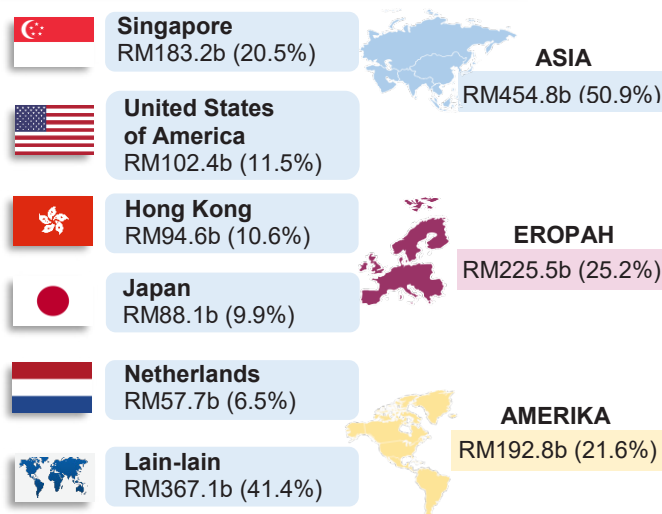 Singapore
RM183.2b (20.5%)
United States
of America
RM102.4b (11.5%)
Hong Kong
RM94.6b (10.6%)
Japan
RM88.1b (9.9%)
Netherlands
RM57.7b (6.5%)
Lain-lain
RM367.1b (41.4%)
ASIA
RM454.8b (50.9%)
EROPAH
RM225.5b (25.2%)
AMERIKA
RM192.8b (21.6%)